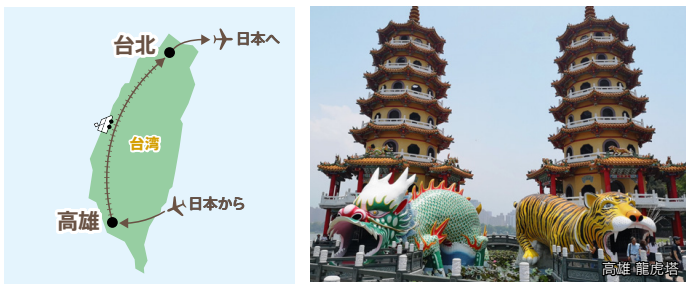 台北
日本へ
台湾
日本から
高雄
高雄 龍虎塔